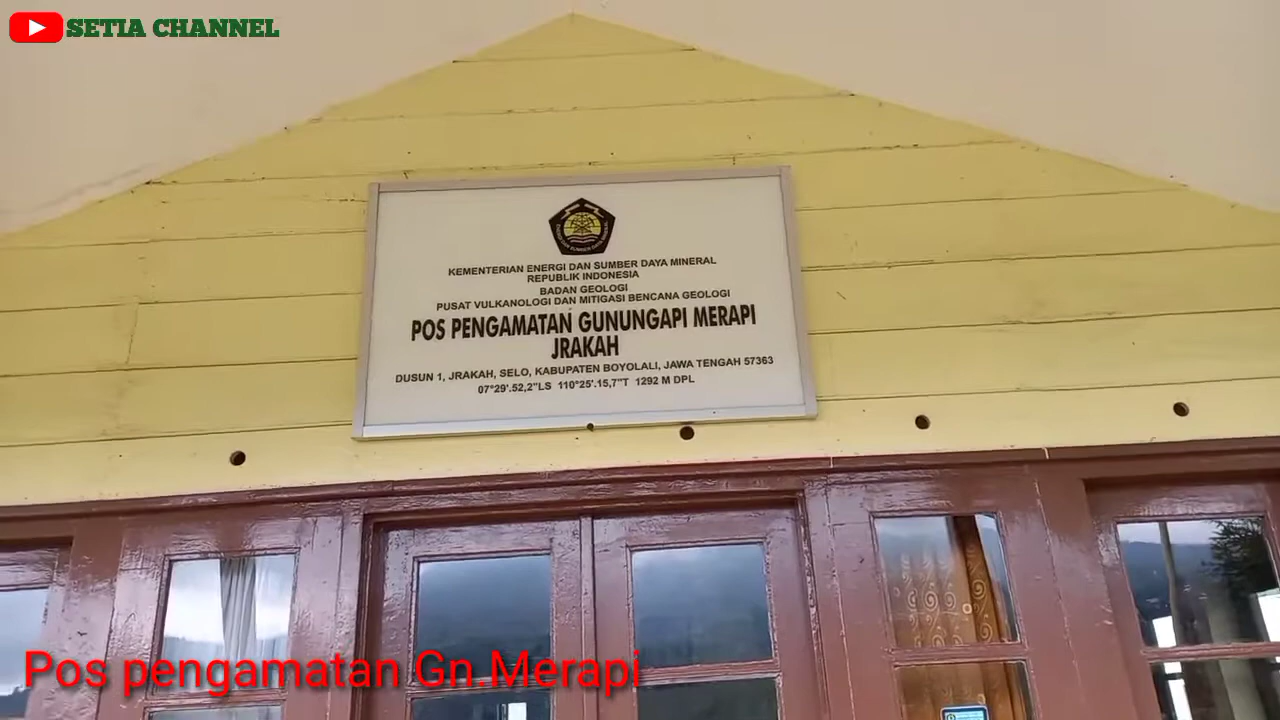 SETIA CHANNEL
KEMENTERIAN ENERGI DAN SUMBER DAYA MINERAL
REPUBLIK INDONESIA
BADAN GEOLOGI
PUSAT VULKANOLOGI DAN MITIGASI BENCANA GEOLOGI
POS PENGAMATAN GUNUNGAPI MERAPI
JRAKAH
DUSUN 1, JRAKAH, SELO, KABUPATEN BOYOLALI, JAWA TENGAH 57363
07°29'.52,2"LS 110°25'.15,7"T 1292 M DPL
Pos pengamatan Gn.Merapi